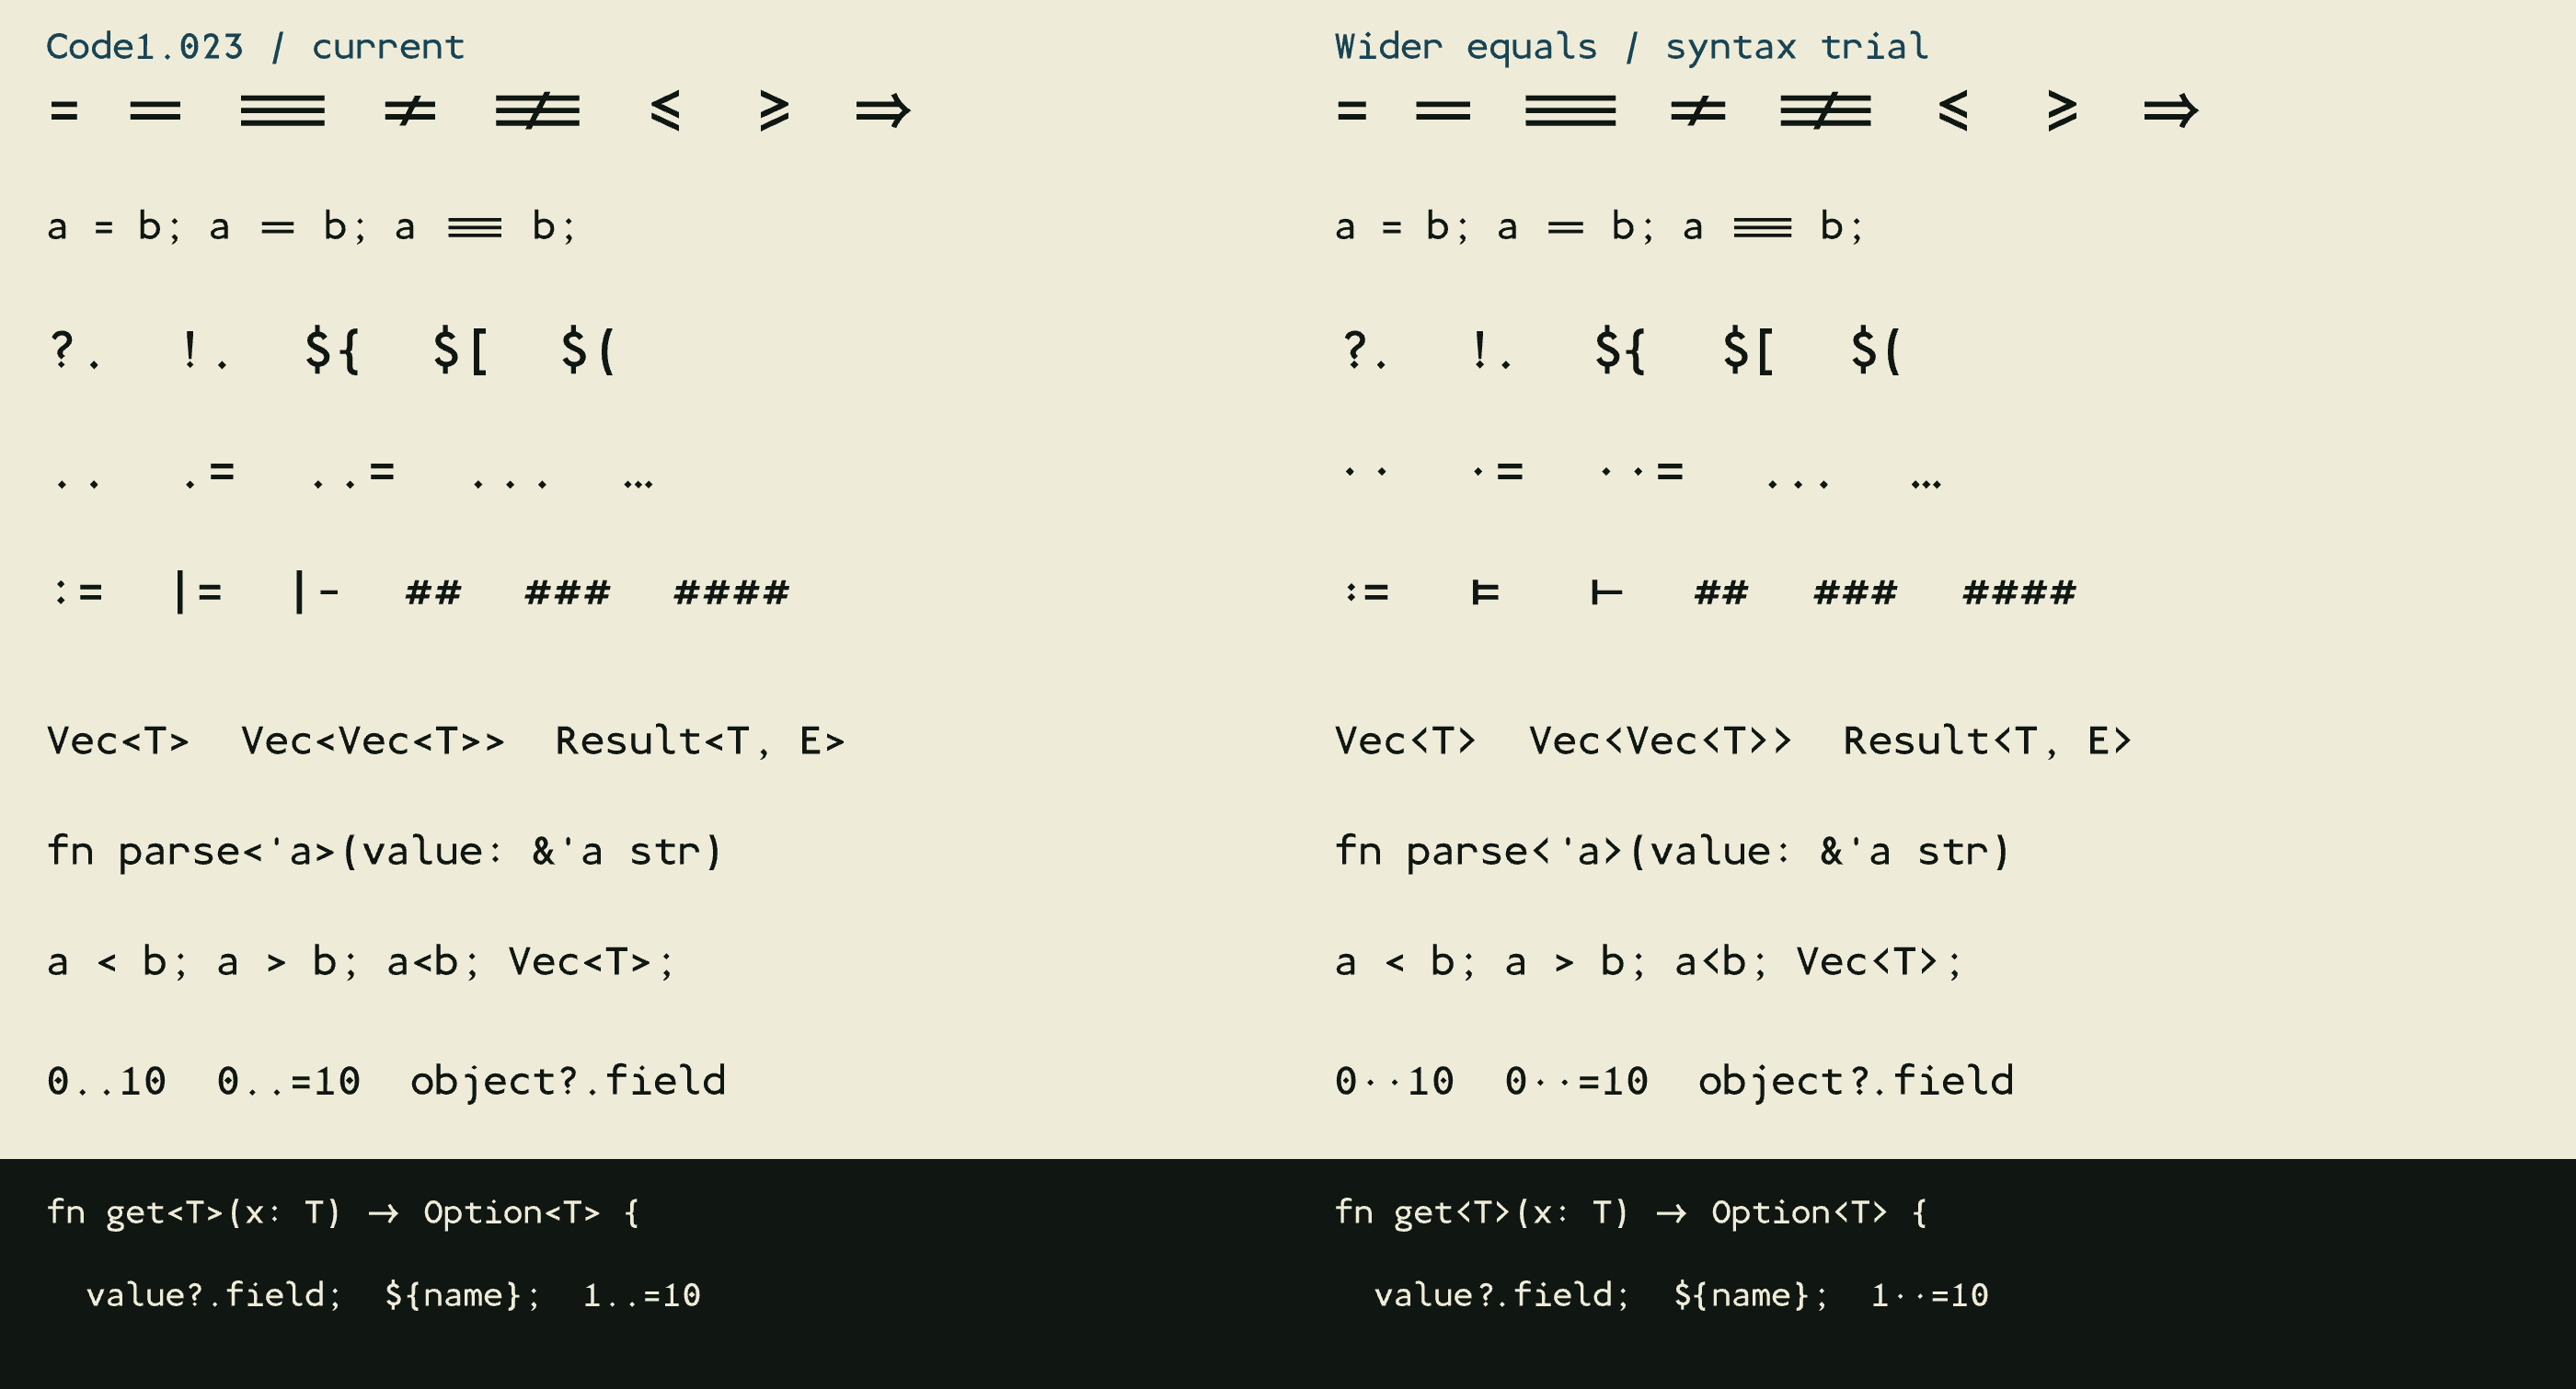 Code1.023 / current
= == === != !== <= >= =>
a = b; a == b; a === b;
?. !. ${ $[ $(
.. .= ..= ... …
:= |= |- ## ### ####
Vec<T> Vec<Vec<T>> Result<T, E>
fn parse<'a>(value: &'a str)
a < b; a > b; a<b; Vec<T>;
0..10 0..=10 object?.field
fn get<T>(x: T) → Option<T> {
value?.field; ${name}; 1..=10
Wider equals / syntax trial
= == === != !== <= >= =>
a = b; a == b; a === b;
?. !. ${ $[ $(
·· ·= ··= ... …
:= ⊨ ⊢ ## ### ####
Vec<T> Vec<Vec<T>> Result<T, E>
fn parse<'a>(value: &'a str)
a < b; a > b; a<b; Vec<T>;
0··10 0··=10 object?.field
fn get<T>(x: T) → Option<T> {
value?.field; ${name}; 1··=10